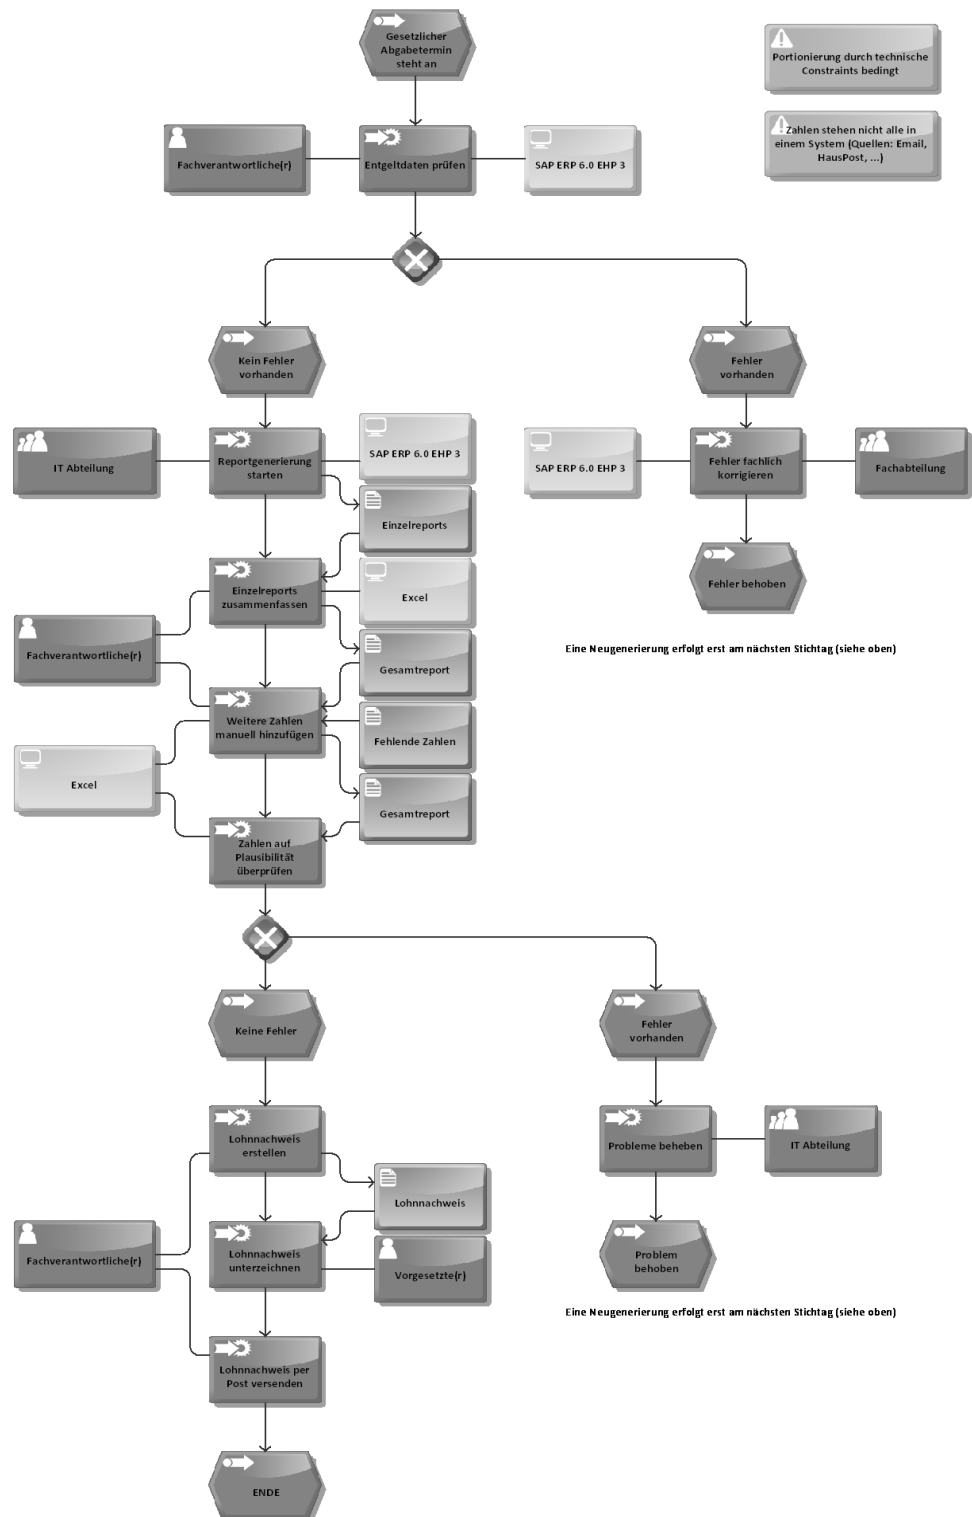 Gesetzlicher
Abgabetermin
steht an
Portionierung durch technische
Constraints bedingt
Zahlen stehen nicht alle in
einem System (Quellen: Email,
HausPost, ...)
Fachverantwortliche(r)
Entgeltdaten prüfen
SAP ERP 6.0 EHP 3
Kein Fehler
vorhanden
Fehler
vorhanden
IT Abteilung
Reportgenerierung
starten
SAP ERP 6.0 EHP 3
SAP ERP 6.0 EHP 3
Fehler fachlich
korrigieren
Fachabteilung
Einzelreports
Einzelreports
zusammenfassen
Excel
Fehler behoben
Fachverantwortliche(r)
Gesamtreport
Eine Neugenerierung erfolgt erst am nächsten Stichtag (siehe oben)
Weitere Zahlen
manuell hinzufügen
Fehlende Zahlen
Excel
Gesamtreport
Zahlen auf
Plausibilität
überprüfen
Keine Fehler
Fehler
vorhanden
Lohnnachweis
erstellen
Probleme beheben
IT Abteilung
Lohnnachweis
Fachverantwortliche(r)
Lohnnachweis
unterzeichnen
Vorgesetzte(r)
Problem
behoben
Eine Neugenerierung erfolgt erst am nächsten Stichtag (siehe oben)
Lohnnachweis per
Post versenden
ENDE